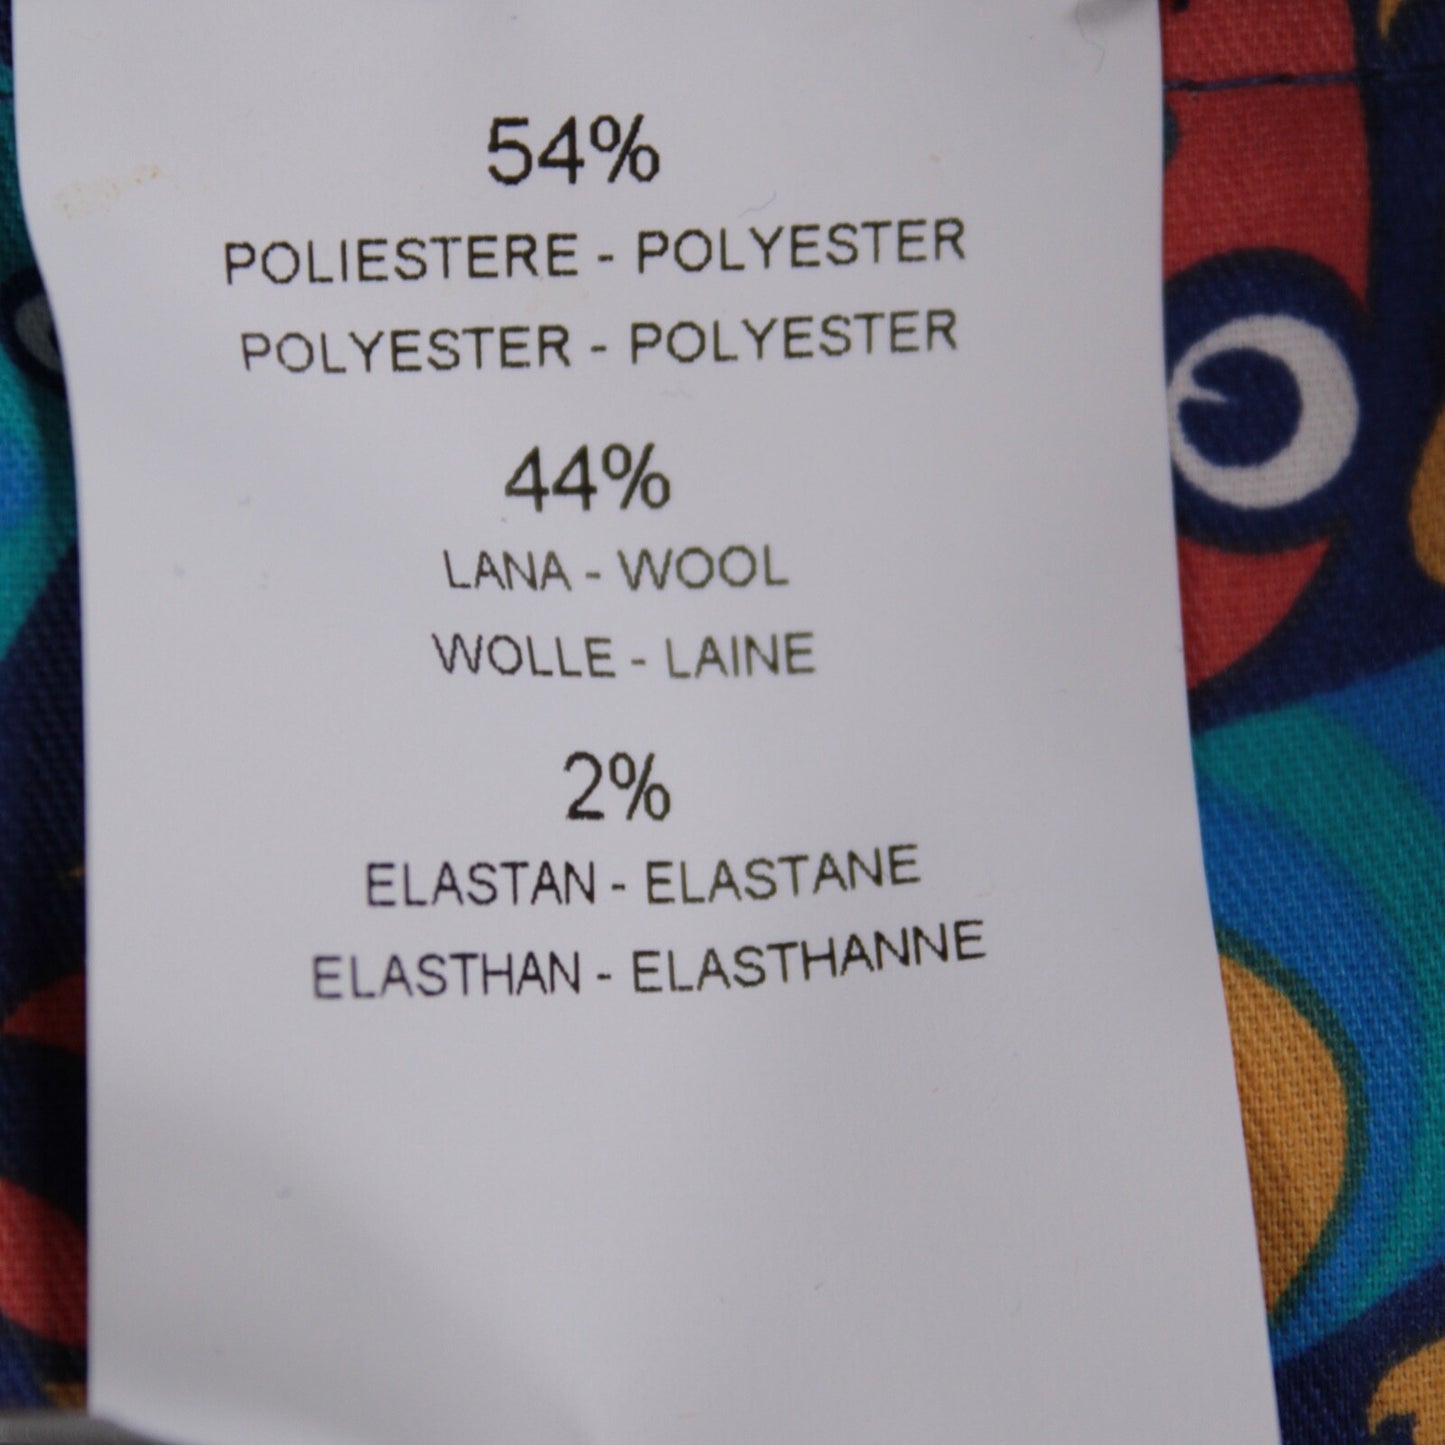 54%
POLIESTERE - POLYESTER
POLYESTER - POLYESTER
44%
LANA - WOOL
WOLLE - LAINE
2%
ELASTAN - ELASTANE
ELASTHAN - ELASTHANNE